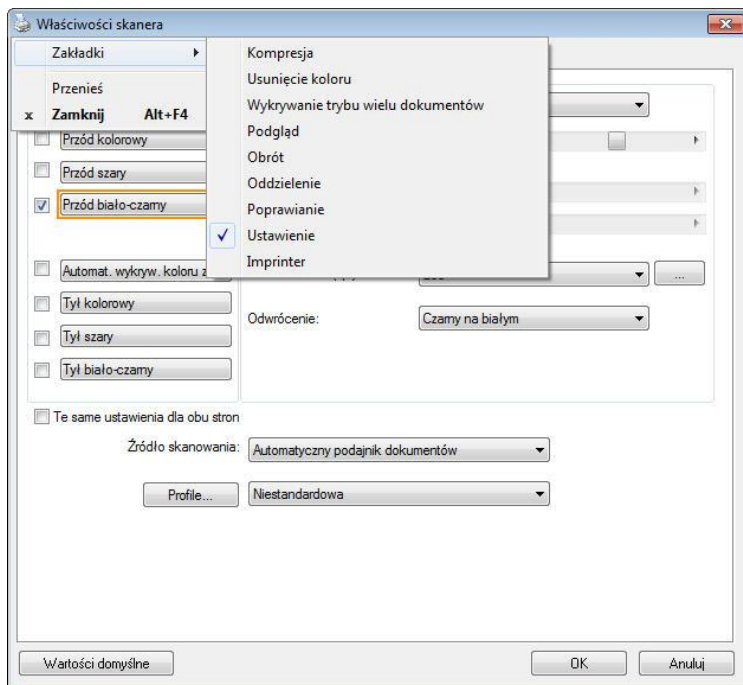 Właściwości skanera
Zakładki
Przenieś
x Zamknij Alt+F4
Kompresja
Usunięcie koloru
Wykrywanie trybu wielu dokumentów
Podgląd
Obrót
Oddzielenie
Poprawianie
Ustawienie
Imprinter
Przód kolorowy
Przód szary
Przód biało-czarny
Automat. wykryw. koloru
Tył kolorowy
Tył szary
Tył biało-czarny
...
Odwrócenie: Czarny na białym
Te same ustawienia dla obu stron
Źródło skanowania: Automatyczny podajnik dokumentów
Profile... Niestandardowa
Wartości domyślne OK Anuluj